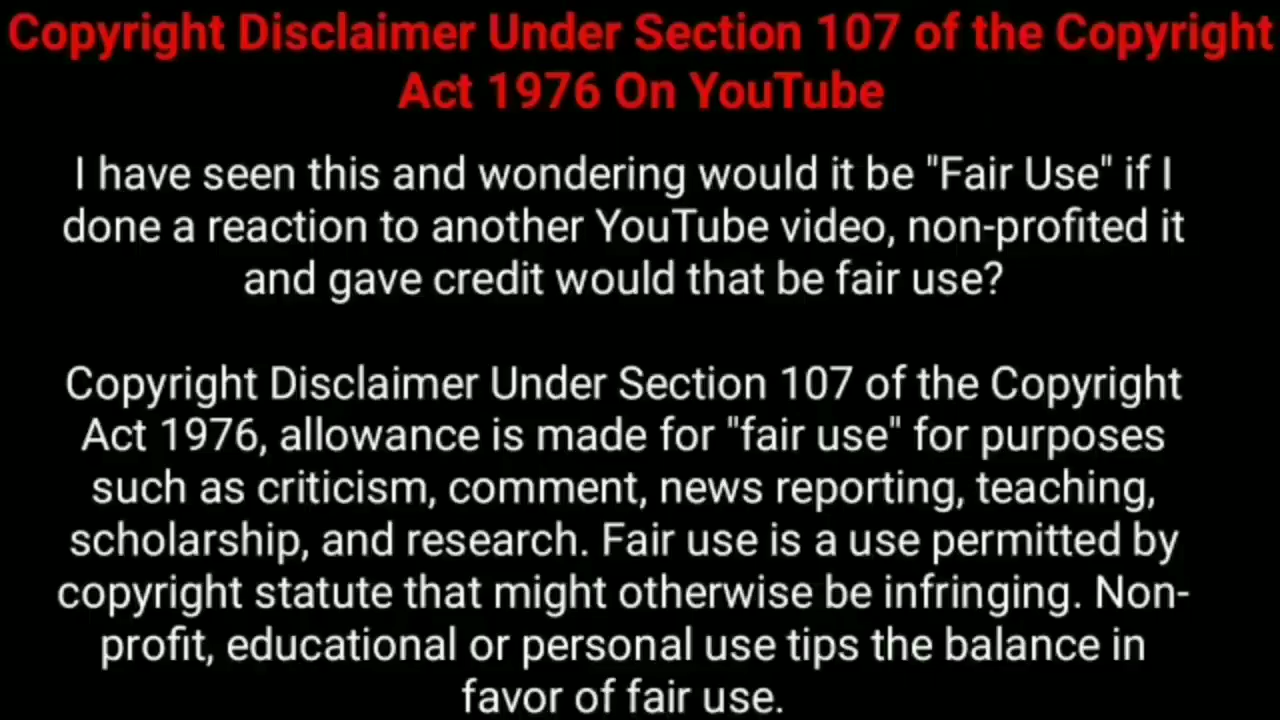 Copyright Disclaimer Under Section 107 of the Copyright
Act 1976 On YouTube
I have seen this and wondering would it be "Fair Use" if I
done a reaction to another YouTube video, non-profited it
and gave credit would that be fair use?
Copyright Disclaimer Under Section 107 of the Copyright
Act 1976, allowance is made for "fair use" for purposes
such as criticism, comment, news reporting, teaching,
scholarship, and research. Fair use is a use permitted by
copyright statute that might otherwise be infringing. Non-
profit, educational or personal use tips the balance in
favor of fair use.